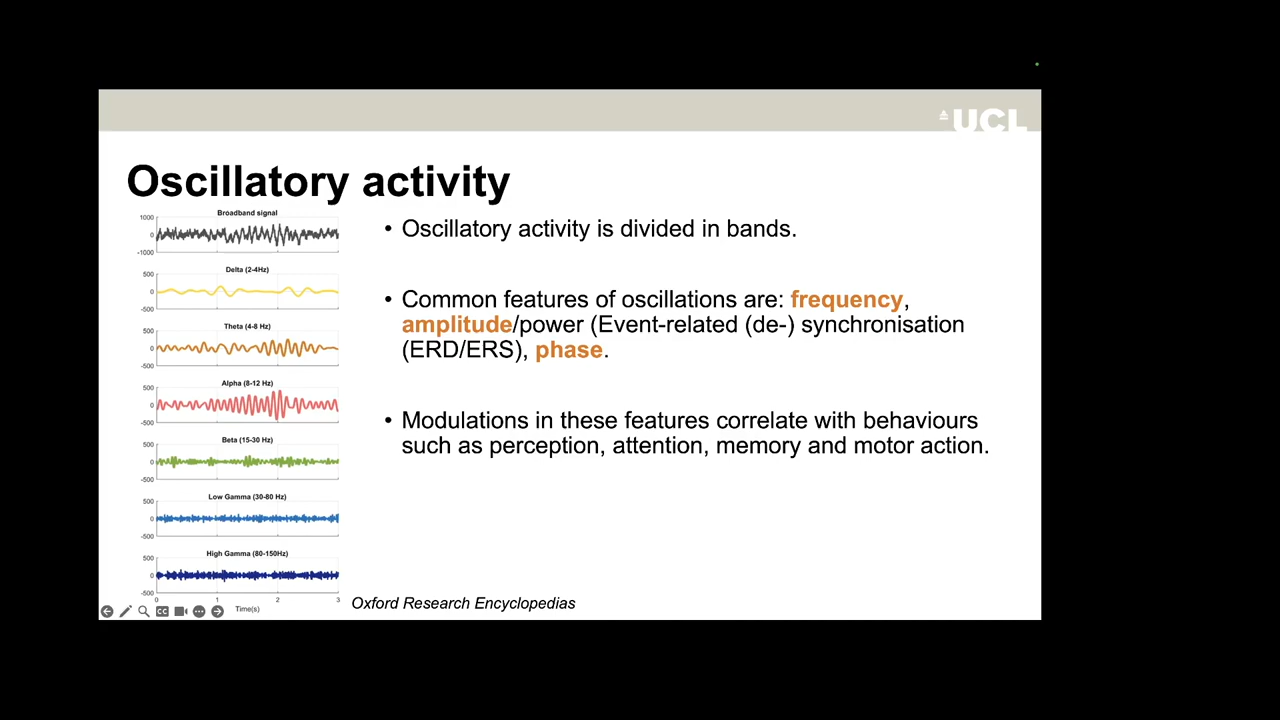 UCL
Oscillatory activity
Broadband signal
1000
0
-1000
Delta (2-4Hz)
500
0
-500
Theta (4-8 Hz)
500
0
-500
Alpha (8-12 Hz)
500
0
-500
Beta (15-30 Hz)
500
0
-500
Low Gamma (30-80 Hz)
500
0
-500
High Gamma (80-150Hz)
500
0
-500
0 1 2 3
Time(s)
• Oscillatory activity is divided in bands.
• Common features of oscillations are: frequency,
amplitude/power (Event-related (de-) synchronisation
(ERD/ERS), phase.
• Modulations in these features correlate with behaviours
such as perception, attention, memory and motor action.
Oxford Research Encyclopedias
CC